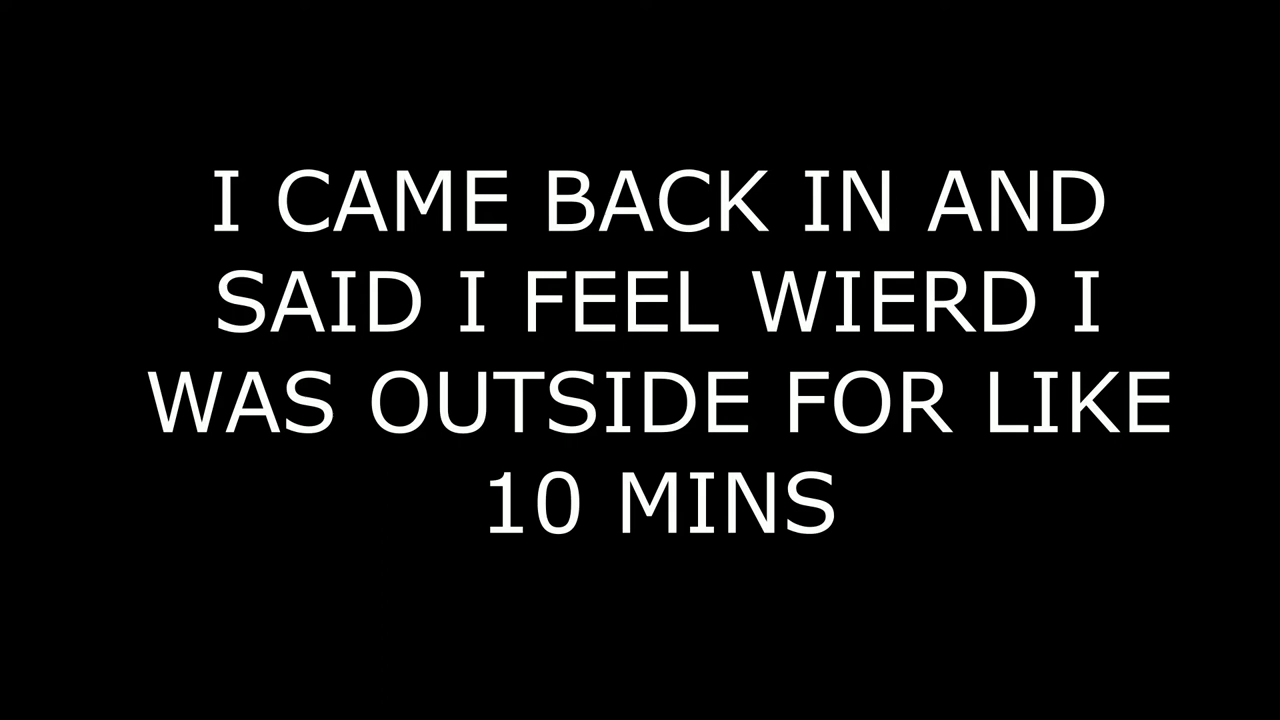 I CAME BACK IN AND
SAID I FEEL WIERD I
WAS OUTSIDE FOR LIKE
10 MINS